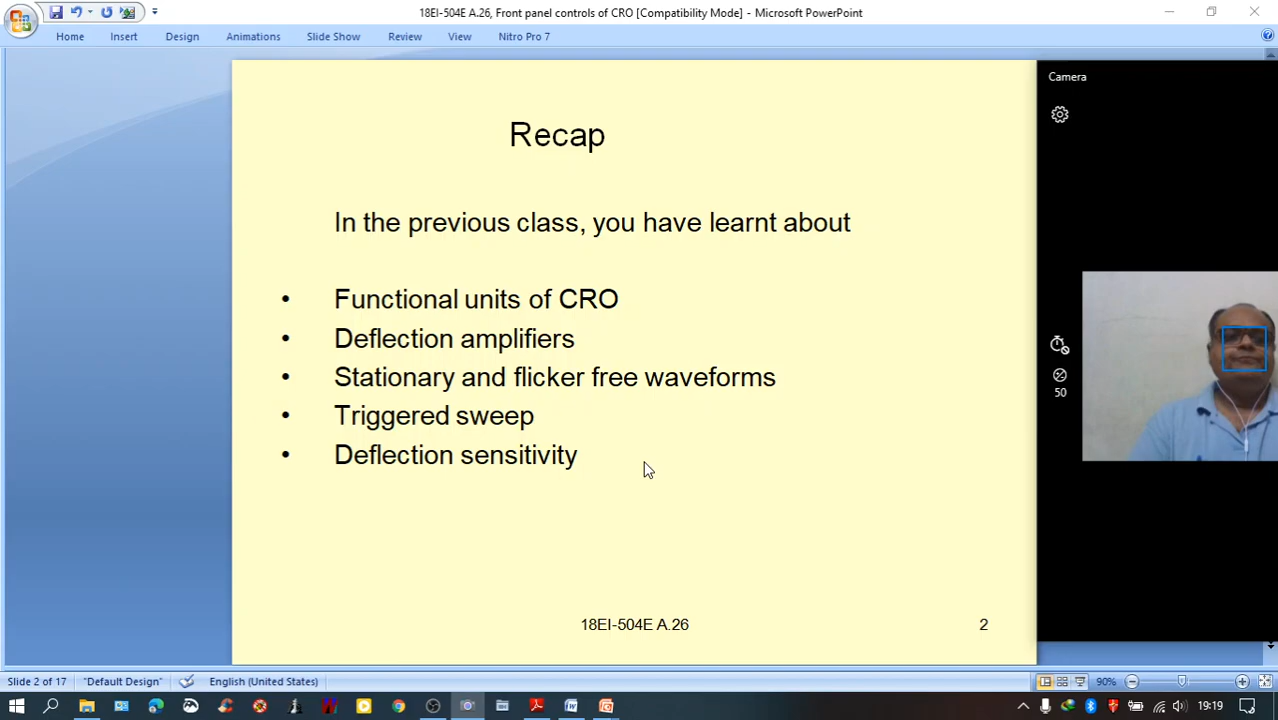 18EI-504E A.26, Front panel controls of CRO [Compatibility Mode] - Microsoft PowerPoint
Home Insert Design Animations Slide Show Review View Nitro Pro 7
Camera
Recap
In the previous class, you have learnt about
• Functional units of CRO
• Deflection amplifiers
• Stationary and flicker free waveforms
• Triggered sweep
• Deflection sensitivity
50
18EI-504E A.26 2
Slide 2 of 17 "Default Design" English (United States) 90%
19:19